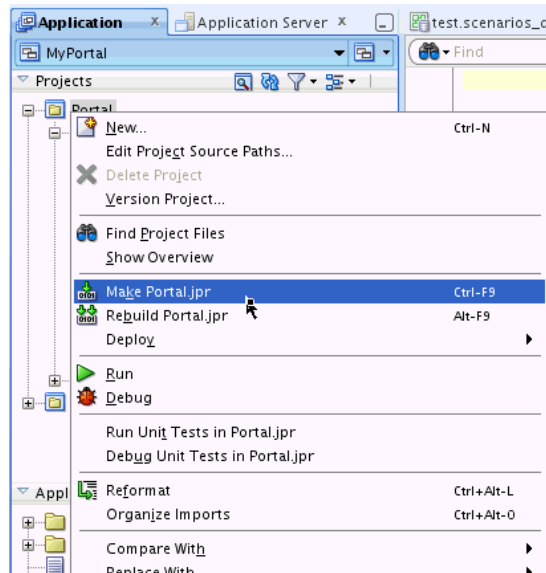 Application x Application Server x test.scenarios_
MyPortal Find
Projects
Portal
New... Ctrl-N
Edit Project Source Paths...
Delete Project
Version Project...
Find Project Files
Show Overview
Make Portal.jpr Ctrl-F9
Rebuild Portal.jpr Alt-F9
Deploy
Run
Debug
Run Unit Tests in Portal.jpr
Debug Unit Tests in Portal.jpr
Appl
Reformat Ctrl+Alt-L
Organize Imports Ctrl+Alt-O
Compare With
Replace With